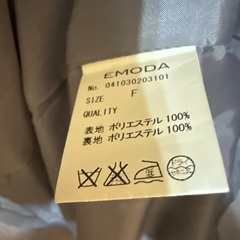 EMODA
No. 041030203101
SIZE F
QUALITY
表地 ポリエステル 100%
裏地 ポリエステル 100%